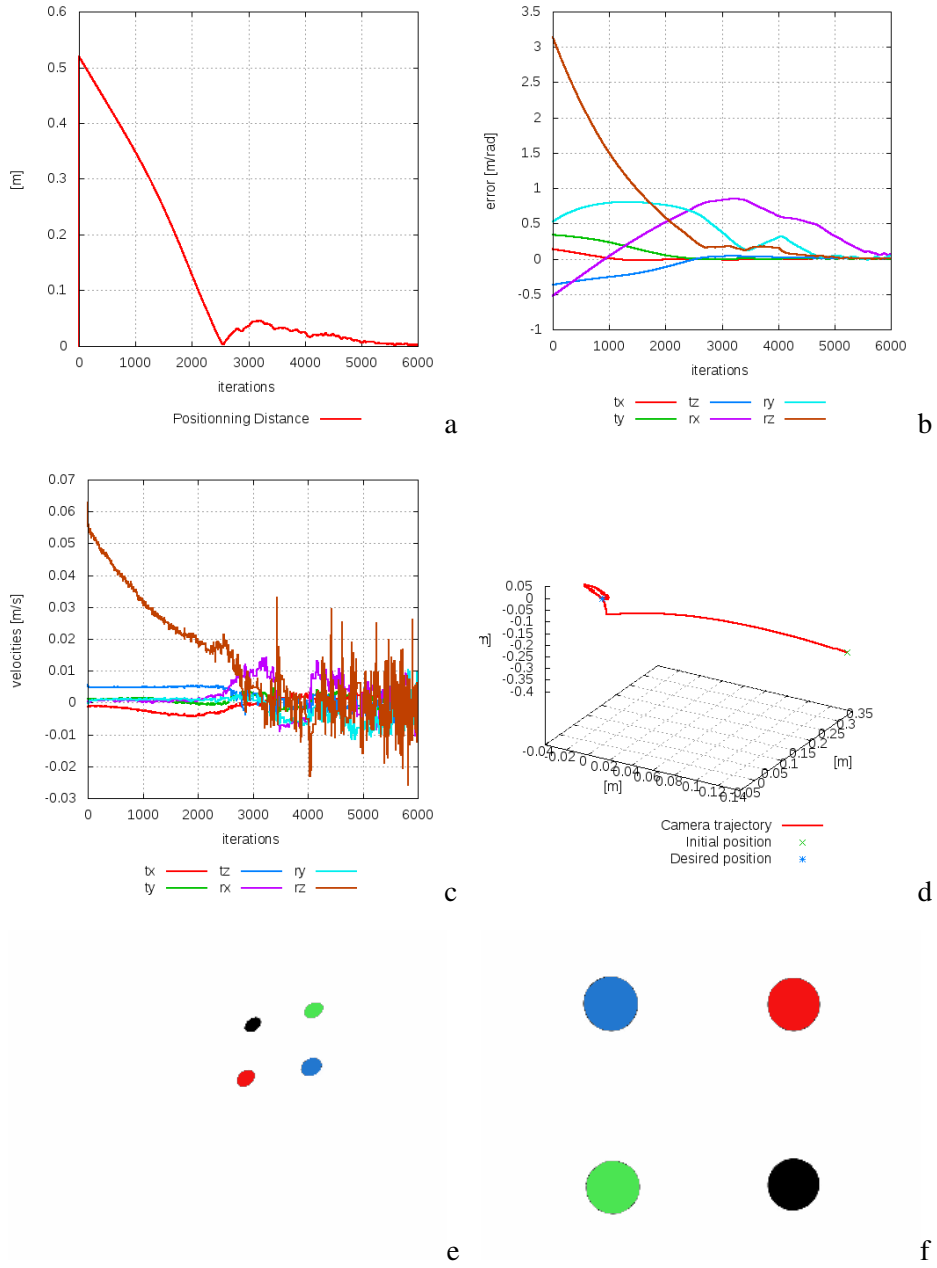 0.6
0.5
0.4
0.3
0.2
0.1
0
[m]
0 1000 2000 3000 4000 5000 6000
iterations
Positionning Distance
a
3.5
3
2.5
2
1.5
1
0.5
0
-0.5
-1
error [m/rad]
0 1000 2000 3000 4000 5000 6000
iterations
tx tz ry
ty rx rz
b
0.07
0.06
0.05
0.04
0.03
0.02
0.01
0
-0.01
-0.02
-0.03
velocities [m/s]
0 1000 2000 3000 4000 5000 6000
iterations
tx tz ry
ty rx rz
c
0.05
0
-0.05
-0.1
-0.15
-0.2
-0.25
-0.3
-0.35
-0.4
-0.04
-0.02
0
0.02
0.04
0.06
0.08
0.1
0.12
0.14
[m]
-0.05
0
0.05
0.1
0.15
0.2
0.25
0.3
0.35
[m]
Camera trajectory
Initial position
Desired position
d
e
f